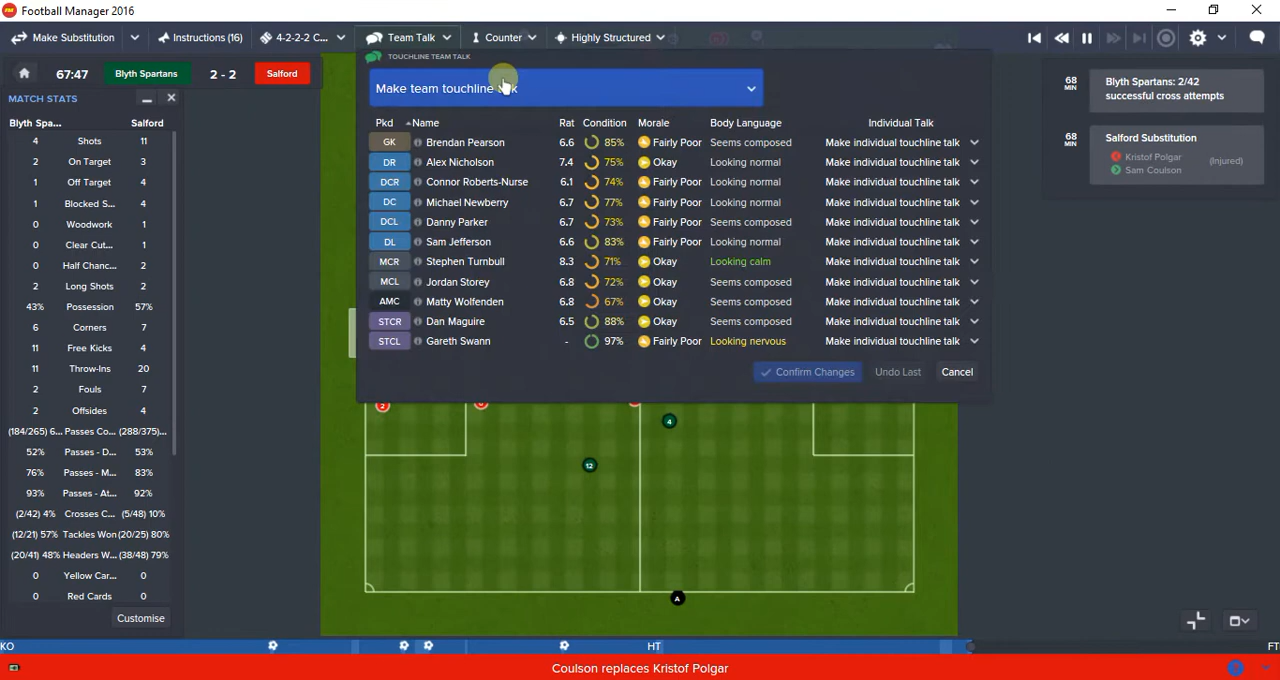 Football Manager 2016
Make Substitution
Instructions (16)
4-2-2-2 C...
Team Talk
Counter
Highly Structured
67:47
Blyth Spartans
2 - 2
Salford
TOUCHLINE TEAM TALK
Make team touchline talk
MATCH STATS
Blyth Spa...
Salford
4 Shots 11
2 On Target 3
1 Off Target 4
1 Blocked S... 4
0 Woodwork 1
0 Clear Cut... 1
0 Half Chanc... 2
2 Long Shots 2
43% Possession 57%
6 Corners 7
11 Free Kicks 4
11 Throw-Ins 20
2 Fouls 7
2 Offsides 4
(184/265) 6... Passes Co... (288/375)...
52% Passes - D... 53%
76% Passes - M... 83%
93% Passes - At... 92%
(2/42) 4% Crosses C... (5/48) 10%
(12/21) 57% Tackles Won (20/25) 80%
(20/41) 48% Headers W... (38/48) 79%
0 Yellow Car... 0
0 Red Cards 0
Customise
Pkd Name Rat Condition Morale Body Language Individual Talk
GK Brendan Pearson 6.6 85% Fairly Poor Seems composed Make individual touchline talk
DR Alex Nicholson 7.4 75% Okay Looking normal Make individual touchline talk
DCR Connor Roberts-Nurse 6.1 74% Fairly Poor Looking normal Make individual touchline talk
DC Michael Newberry 6.7 77% Fairly Poor Looking normal Make individual touchline talk
DCL Danny Parker 6.7 73% Fairly Poor Seems composed Make individual touchline talk
DL Sam Jefferson 6.6 83% Fairly Poor Looking normal Make individual touchline talk
MCR Stephen Turnbull 8.3 71% Okay Looking calm Make individual touchline talk
MCL Jordan Storey 6.8 72% Okay Seems composed Make individual touchline talk
AMC Matty Wolfenden 6.8 67% Okay Seems composed Make individual touchline talk
STCR Dan Maguire 6.5 88% Okay Seems composed Make individual touchline talk
STCL Gareth Swann - 97% Fairly Poor Looking nervous Make individual touchline talk
Confirm Changes
Undo Last
Cancel
68 MIN
Blyth Spartans: 2/42
successful cross attempts
68 MIN
Salford Substitution
Kristof Polgar (Injured)
Sam Coulson
2
4
12
A
KO
HT
FT
Coulson replaces Kristof Polgar